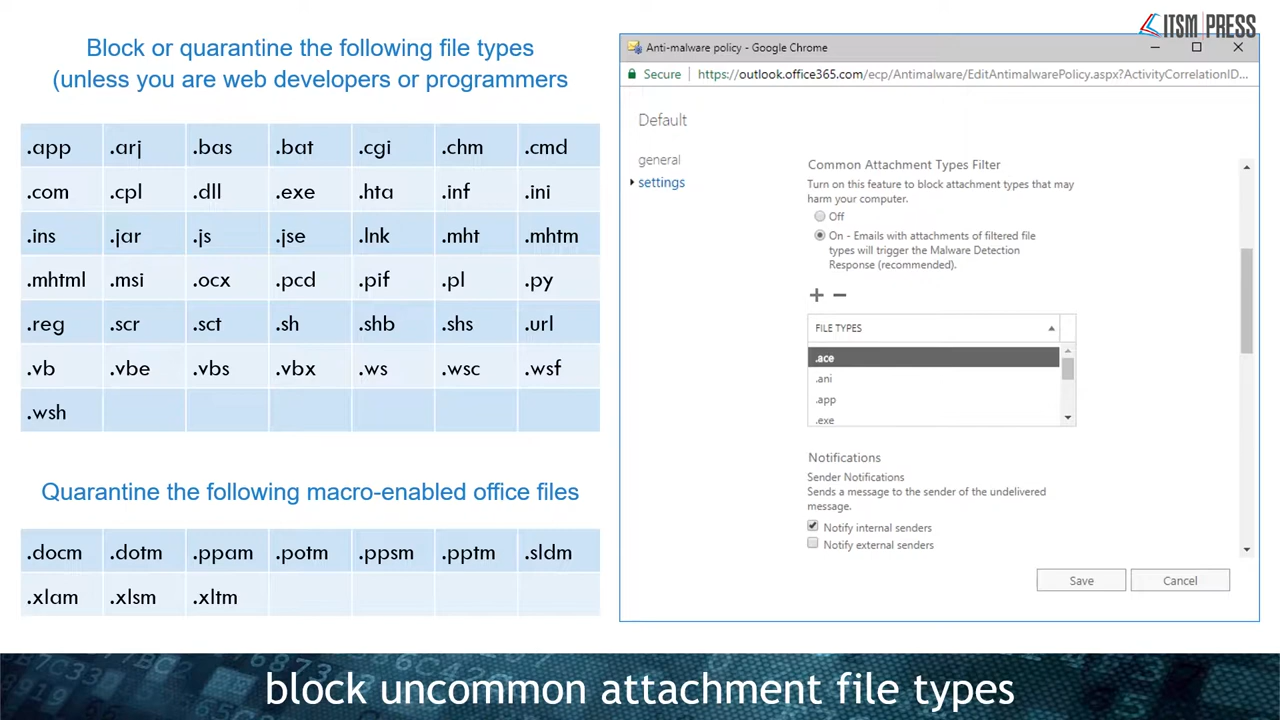 ITSM PRESS
Block or quarantine the following file types
(unless you are web developers or programmers
.app .arj .bas .bat .cgi .chm .cmd
.com .cpl .dll .exe .hta .inf .ini
.ins .jar .js .jse .lnk .mht .mhtm
.mhtml .msi .ocx .pcd .pif .pl .py
.reg .scr .sct .sh .shb .shs .url
.vb .vbe .vbs .vbx .ws .wsc .wsf
.wsh
Quarantine the following macro-enabled office files
.docm .dotm .ppam .potm .ppsm .pptm .sldm
.xlam .xlsm .xltm
Anti-malware policy - Google Chrome
Secure https://outlook.office365.com/ecp/Antimalware/EditAntimalwarePolicy.aspx?ActivityCorrelationID...
Default
general
settings
Common Attachment Types Filter
Turn on this feature to block attachment types that may
harm your computer.
Off
On - Emails with attachments of filtered file
types will trigger the Malware Detection
Response (recommended).
FILE TYPES
.ace
.ani
.app
.exe
Notifications
Sender Notifications
Sends a message to the sender of the undelivered
message.
Notify internal senders
Notify external senders
Save Cancel
block uncommon attachment file types